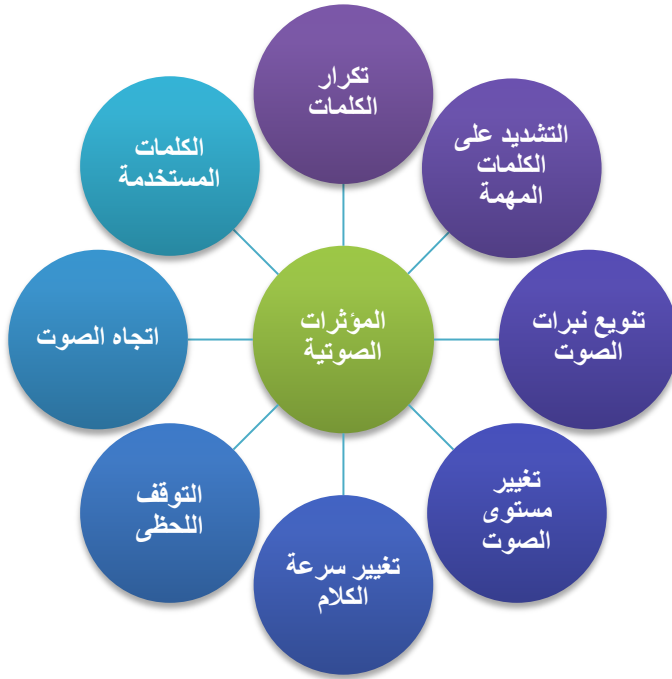 المؤثرات
الصوتية
تكرار
الكلمات
التشديد على
الكلمات
المهمة
تنويع نبرات
الصوت
تغيير
مستوى
الصوت
تغيير سرعة
الكلام
التوقف
اللحظى
اتجاه الصوت
الكلمات
المستخدمة